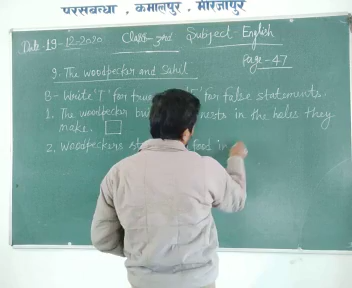 परसबन्धा , कमालपुर , मीरजापुर
Date-19-12-2020 Class-3rd Subject-English
Page-47
9. The woodpecker and Sahil
B- Write 'T' for true 'F' for false statements.
1. The woodpecker bu nests in the holes they
make.
2. Woodpeckers st food in